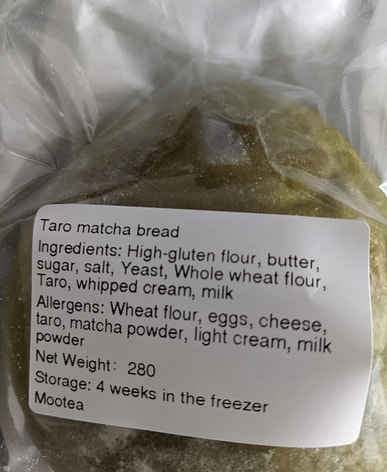 Taro matcha bread
Ingredients: High-gluten flour, butter,
sugar, salt, Yeast, Whole wheat flour,
Taro, whipped cream, milk
Allergens: Wheat flour, eggs, cheese,
taro, matcha powder, light cream, milk
powder
Net Weight: 280
Storage: 4 weeks in the freezer
Mootea